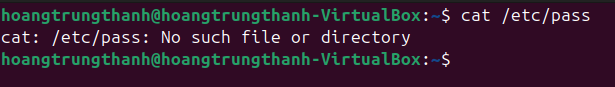 hoangtrungthanh@hoangtrungthanh-VirtualBox:~$ cat /etc/pass
cat: /etc/pass: No such file or directory
hoangtrungthanh@hoangtrungthanh-VirtualBox:~$